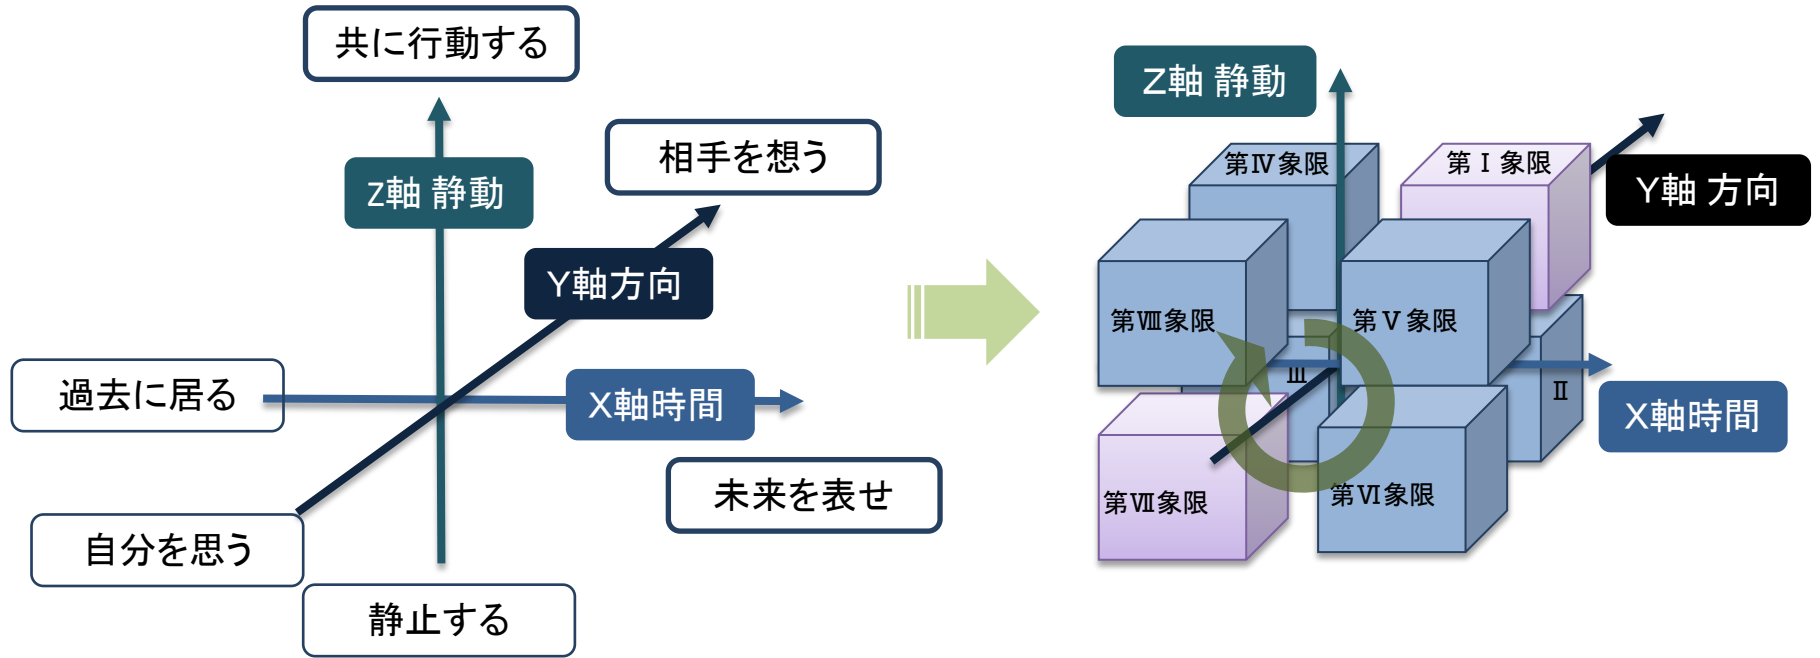 共に行動する
相手を想う
Z軸 静動
Y軸方向
過去に居る
X軸時間
未来を表せ
自分を思う
静止する
Z軸 静動
Y軸 方向
第Ⅳ象限
第Ⅰ象限
第Ⅷ象限
第Ⅴ象限
Ⅲ
Ⅱ
X軸時間
第Ⅶ象限
第Ⅵ象限